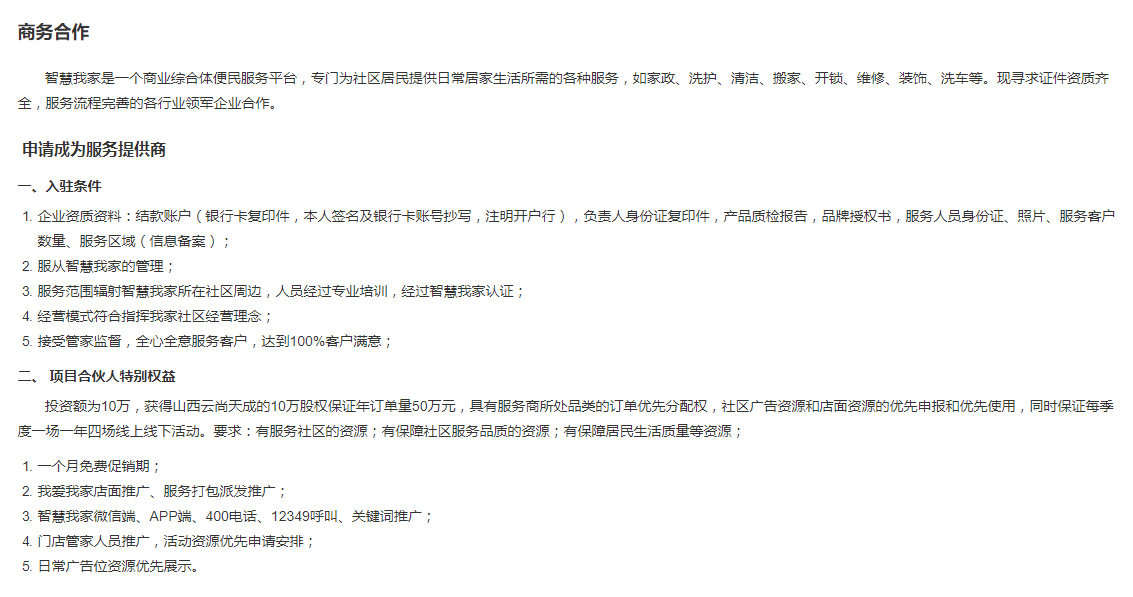 商务合作
智慧我家是一个商业综合体便民服务平台，专门为社区居民提供日常居家生活所需的各种服务，如家政、洗护、清洁、搬家、开锁、维修、装饰、洗车等。现寻求证件资质齐
全，服务流程完善的各行业领军企业合作。
申请成为服务提供商
一、入驻条件
1. 企业资质资料：结款账户（银行卡复印件，本人签名及银行卡账号抄写，注明开户行），负责人身份证复印件，产品质检报告，品牌授权书，服务人员身份证、照片、服务客户
数量、服务区域（信息备案）；
2. 服从智慧我家的管理；
3. 服务范围辐射智慧我家所在社区周边，人员经过专业培训，经过智慧我家认证；
4. 经营模式符合指挥我家社区经营理念；
5. 接受管家监督，全心全意服务客户，达到100%客户满意；
二、 项目合伙人特别权益
投资额为10万，获得山西云尚天成的10万股权保证年订单量50万元，具有服务商所处品类的订单优先分配权，社区广告资源和店面资源的优先申报和优先使用，同时保证每季
度一场一年四场线上线下活动。要求：有服务社区的资源；有保障社区服务品质的资源；有保障居民生活质量等资源；
1. 一个月免费促销期；
2. 我爱我家店面推广、服务打包派发推广；
3. 智慧我家微信端、APP端、400电话、12349呼叫、关键词推广；
4. 门店管家人员推广，活动资源优先申请安排；
5. 日常广告位资源优先展示。